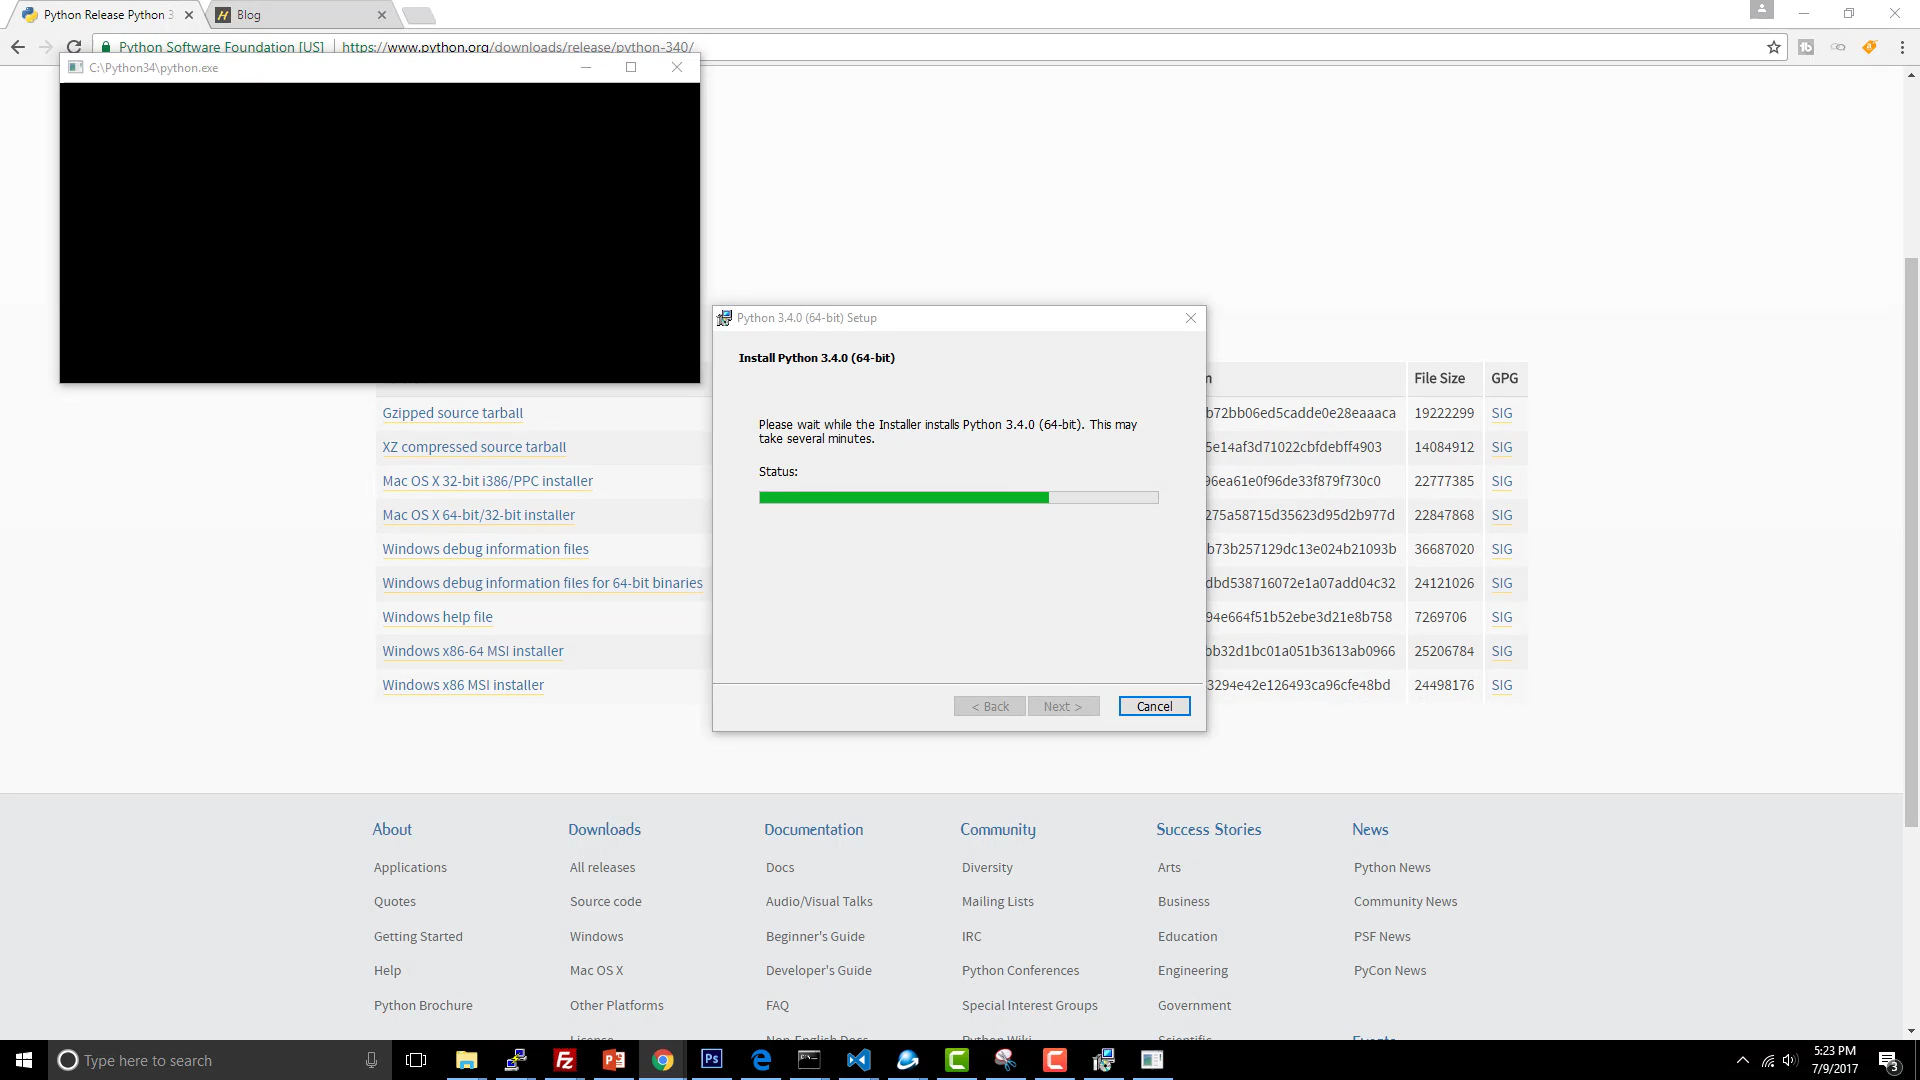 Python Release Python 3
Blog
Python Software Foundation [US]
https://www.python.org/downloads/release/python-340/
C:\Python34\python.exe
Python 3.4.0 (64-bit) Setup
Install Python 3.4.0 (64-bit)
Please wait while the Installer installs Python 3.4.0 (64-bit). This may
take several minutes.
Status:
< Back
Next >
Cancel
File Size
GPG
Gzipped source tarball
b72bb06ed5cadde0e28eaaaca
19222299
SIG
XZ compressed source tarball
5e14af3d71022cbfdebff4903
14084912
SIG
Mac OS X 32-bit i386/PPC installer
96ea61e0f96de33f879f730c0
22777385
SIG
Mac OS X 64-bit/32-bit installer
275a58715d35623d95d2b977d
22847868
SIG
Windows debug information files
b73b257129dc13e024b21093b
36687020
SIG
Windows debug information files for 64-bit binaries
dbd538716072e1a07add04c32
24121026
SIG
Windows help file
94e664f51b52ebe3d21e8b758
7269706
SIG
Windows x86-64 MSI installer
bb32d1bc01a051b3613ab0966
25206784
SIG
Windows x86 MSI installer
3294e42e126493ca96cfe48bd
24498176
SIG
About
Applications
Quotes
Getting Started
Help
Python Brochure
Downloads
All releases
Source code
Windows
Mac OS X
Other Platforms
License
Documentation
Docs
Audio/Visual Talks
Beginner's Guide
Developer's Guide
FAQ
Non-English Docs
Community
Diversity
Mailing Lists
IRC
Python Conferences
Special Interest Groups
Python Wiki
Success Stories
Arts
Business
Education
Engineering
Government
Scientific
News
Python News
Community News
PSF News
PyCon News
Events
Type here to search
5:23 PM
7/9/2017
3